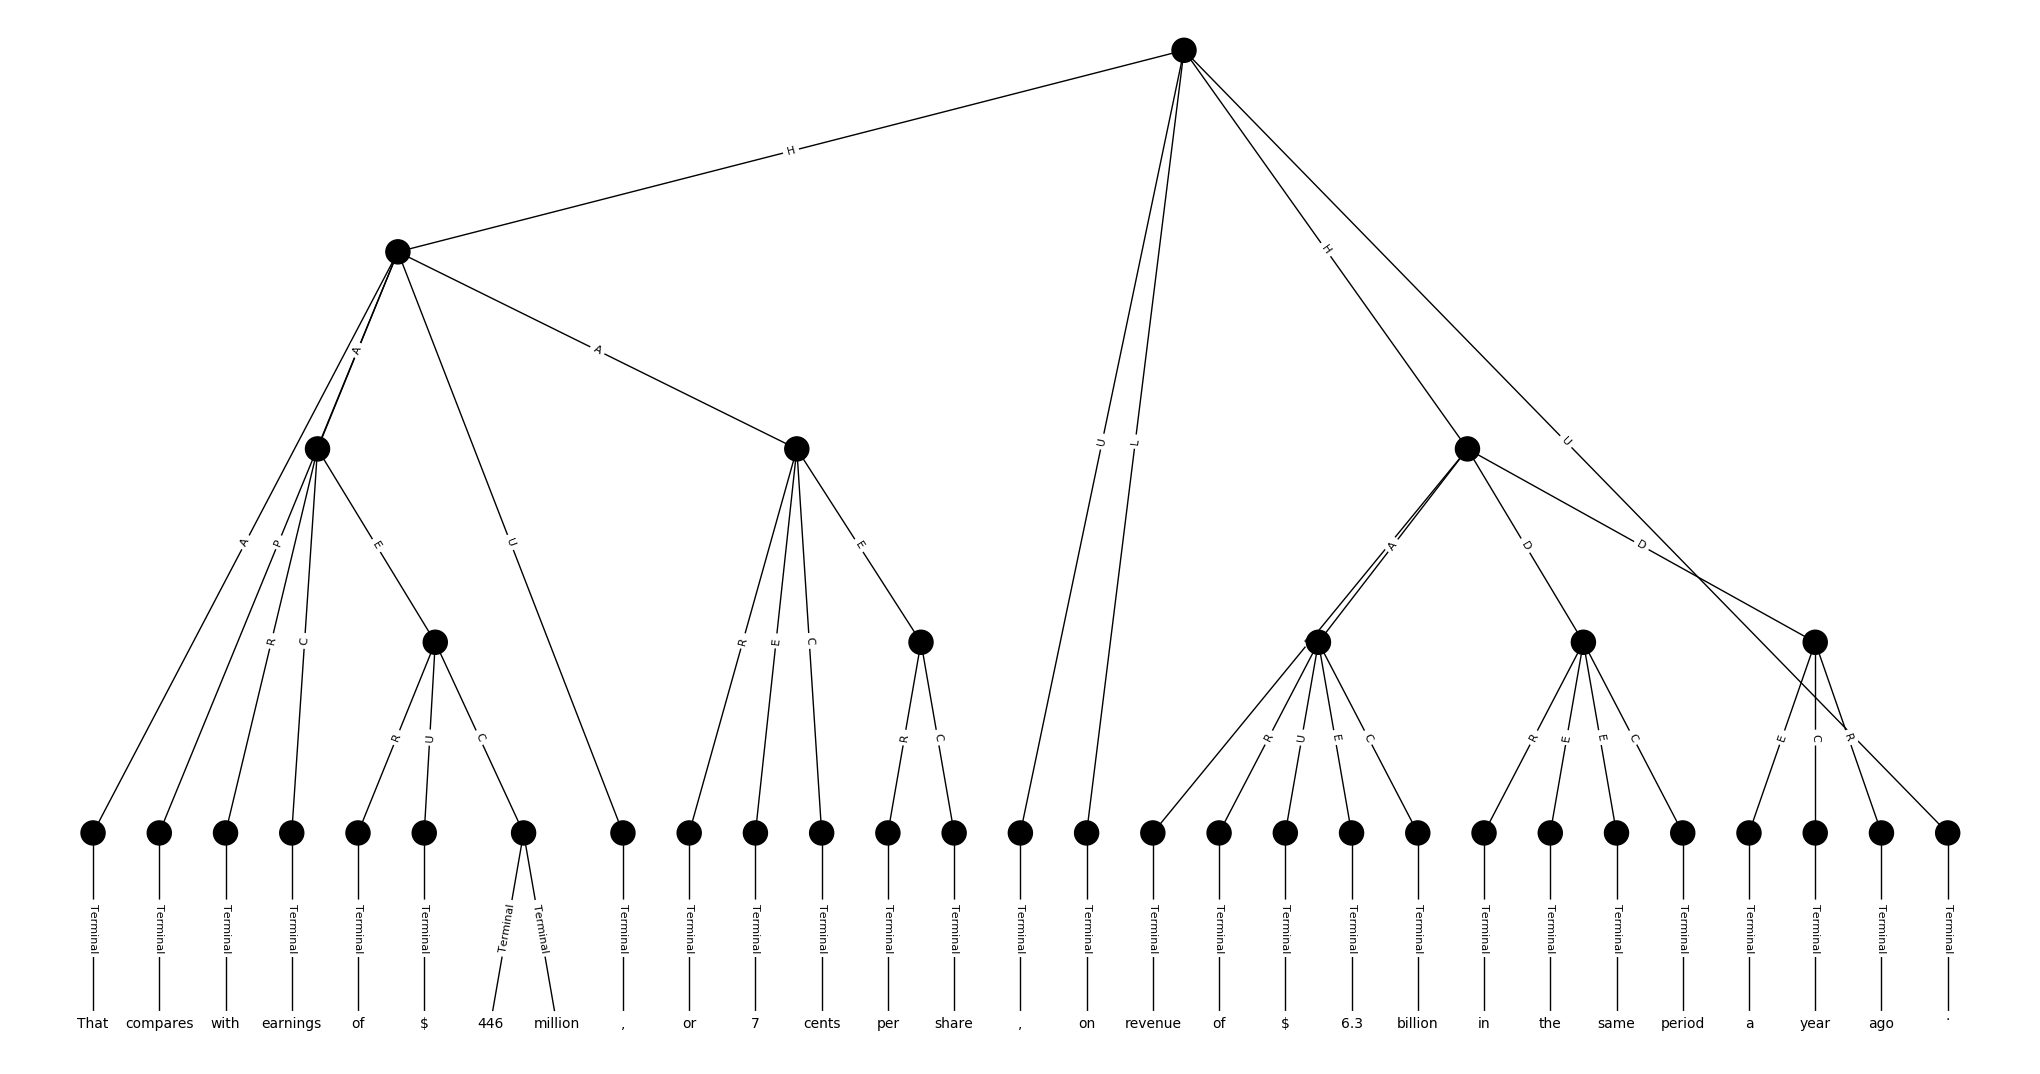 H
H
A
A
A
P
U
U
L
U
E
A
D
D
R
C
R
E
C
E
R
U
C
R
C
R
U
E
C
R
E
E
C
E
C
R
Terminal Terminal Terminal Terminal Terminal Terminal Terminal Terminal Terminal Terminal Terminal Terminal Terminal Terminal Terminal Terminal Terminal Terminal Terminal Terminal Terminal Terminal Terminal Terminal Terminal Terminal Terminal Terminal Terminal
That compares with earnings of $ 446 million , or 7 cents per share , on revenue of $ 6.3 billion in the same period a year ago .